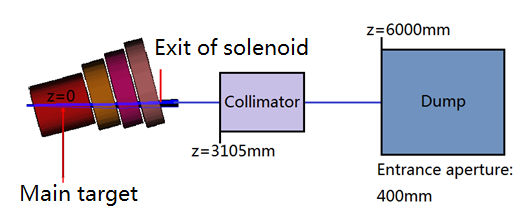 z=6000mm
Exit of solenoid
z=0
Collimator
Dump
z=3105mm
Entrance aperture:
Main target
400mm